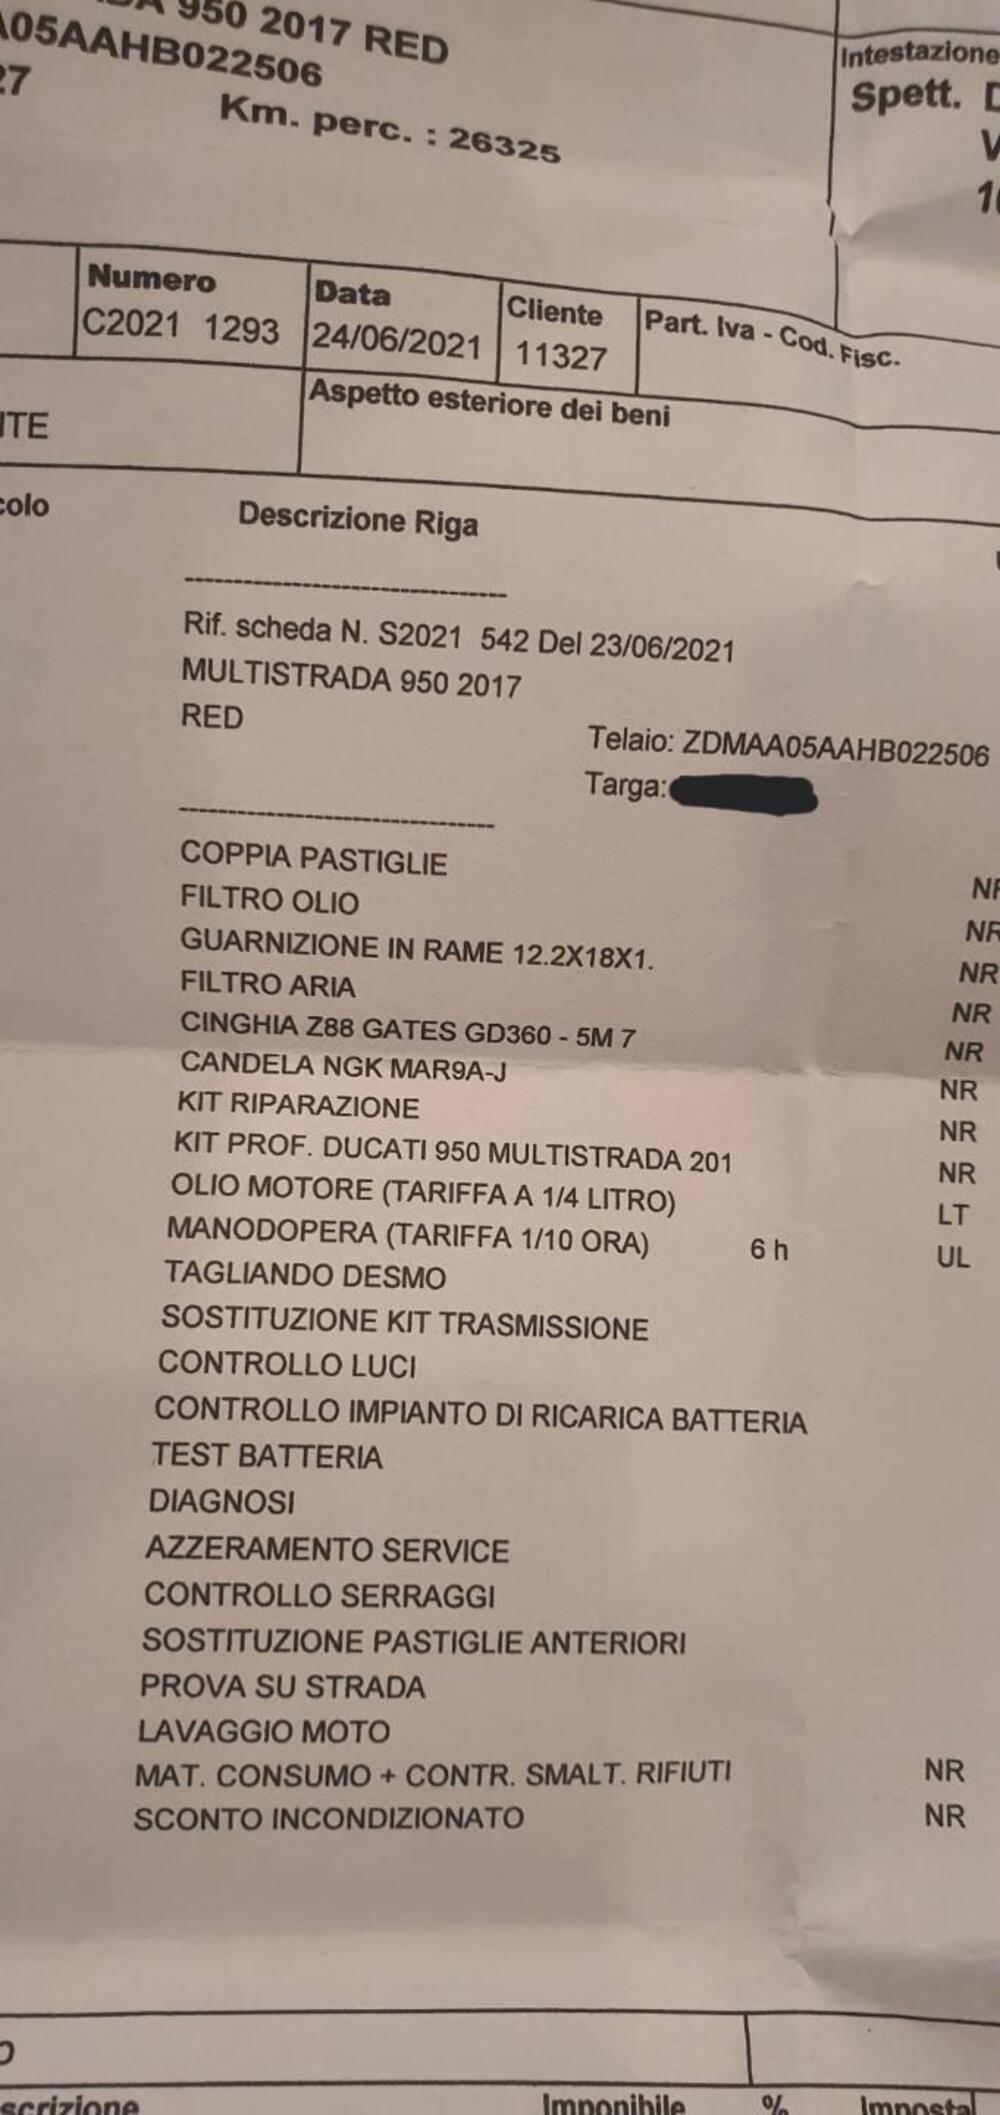 950 2017 RED
A05AAHB022506
27
Km. perc. : 26325
Intestazione
Spett.
Numero
C2021 1293
Data
24/06/2021
Cliente
11327
Part. Iva - Cod. Fisc.
Aspetto esteriore dei beni
NTE
colo
Descrizione Riga
--------------------------------
Rif. scheda N. S2021 542 Del 23/06/2021
MULTISTRADA 950 2017
RED
Telaio: ZDMAA05AAHB022506
Targa:
--------------------------------
COPPIA PASTIGLIE NR
FILTRO OLIO NR
GUARNIZIONE IN RAME 12.2X18X1. NR
FILTRO ARIA NR
CINGHIA Z88 GATES GD360 - 5M 7 NR
CANDELA NGK MAR9A-J NR
KIT RIPARAZIONE NR
KIT PROF. DUCATI 950 MULTISTRADA 201 NR
OLIO MOTORE (TARIFFA A 1/4 LITRO) LT
MANODOPERA (TARIFFA 1/10 ORA) 6 h UL
TAGLIANDO DESMO
SOSTITUZIONE KIT TRASMISSIONE
CONTROLLO LUCI
CONTROLLO IMPIANTO DI RICARICA BATTERIA
TEST BATTERIA
DIAGNOSI
AZZERAMENTO SERVICE
CONTROLLO SERRAGGI
SOSTITUZIONE PASTIGLIE ANTERIORI
PROVA SU STRADA
LAVAGGIO MOTO
MAT. CONSUMO + CONTR. SMALT. RIFIUTI NR
SCONTO INCONDIZIONATO NR
scrizione
Imponibile
%
Imposta